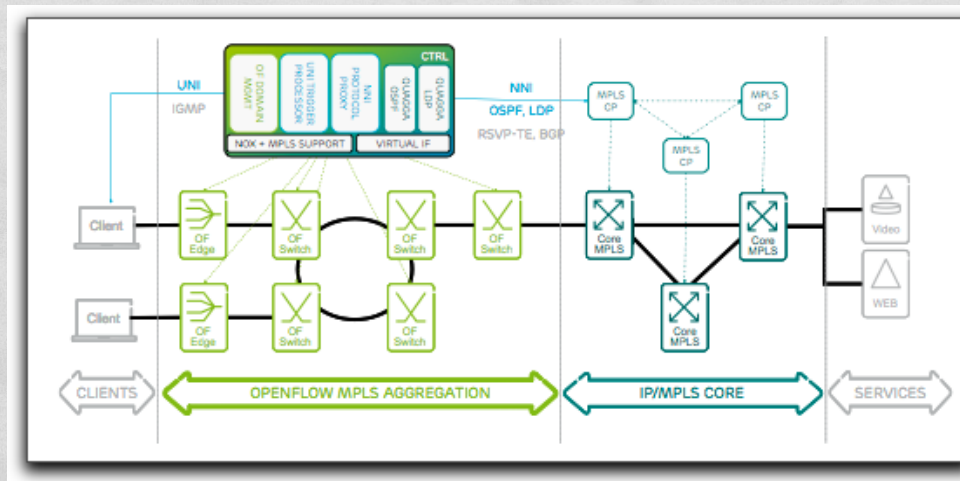 CTRL
OF DOMAIN
MGMT
UNI TRIGGER
PROCESSOR
NNI
PROTOCOL
PROXY
QUAGGA
OSPF
QUAGGA
LDP
NOX + MPLS SUPPORT
VIRTUAL IF
UNI
IGMP
NNI
OSPF, LDP
RSVP-TE, BGP
MPLS
CP
MPLS
CP
MPLS
CP
Client
OF
Edge
OF
Switch
OF
Switch
OF
Switch
Core
MPLS
Core
MPLS
Video
Client
OF
Edge
OF
Switch
OF
Switch
Core
MPLS
WEB
CLIENTS
OPENFLOW MPLS AGGREGATION
IP/MPLS CORE
SERVICES